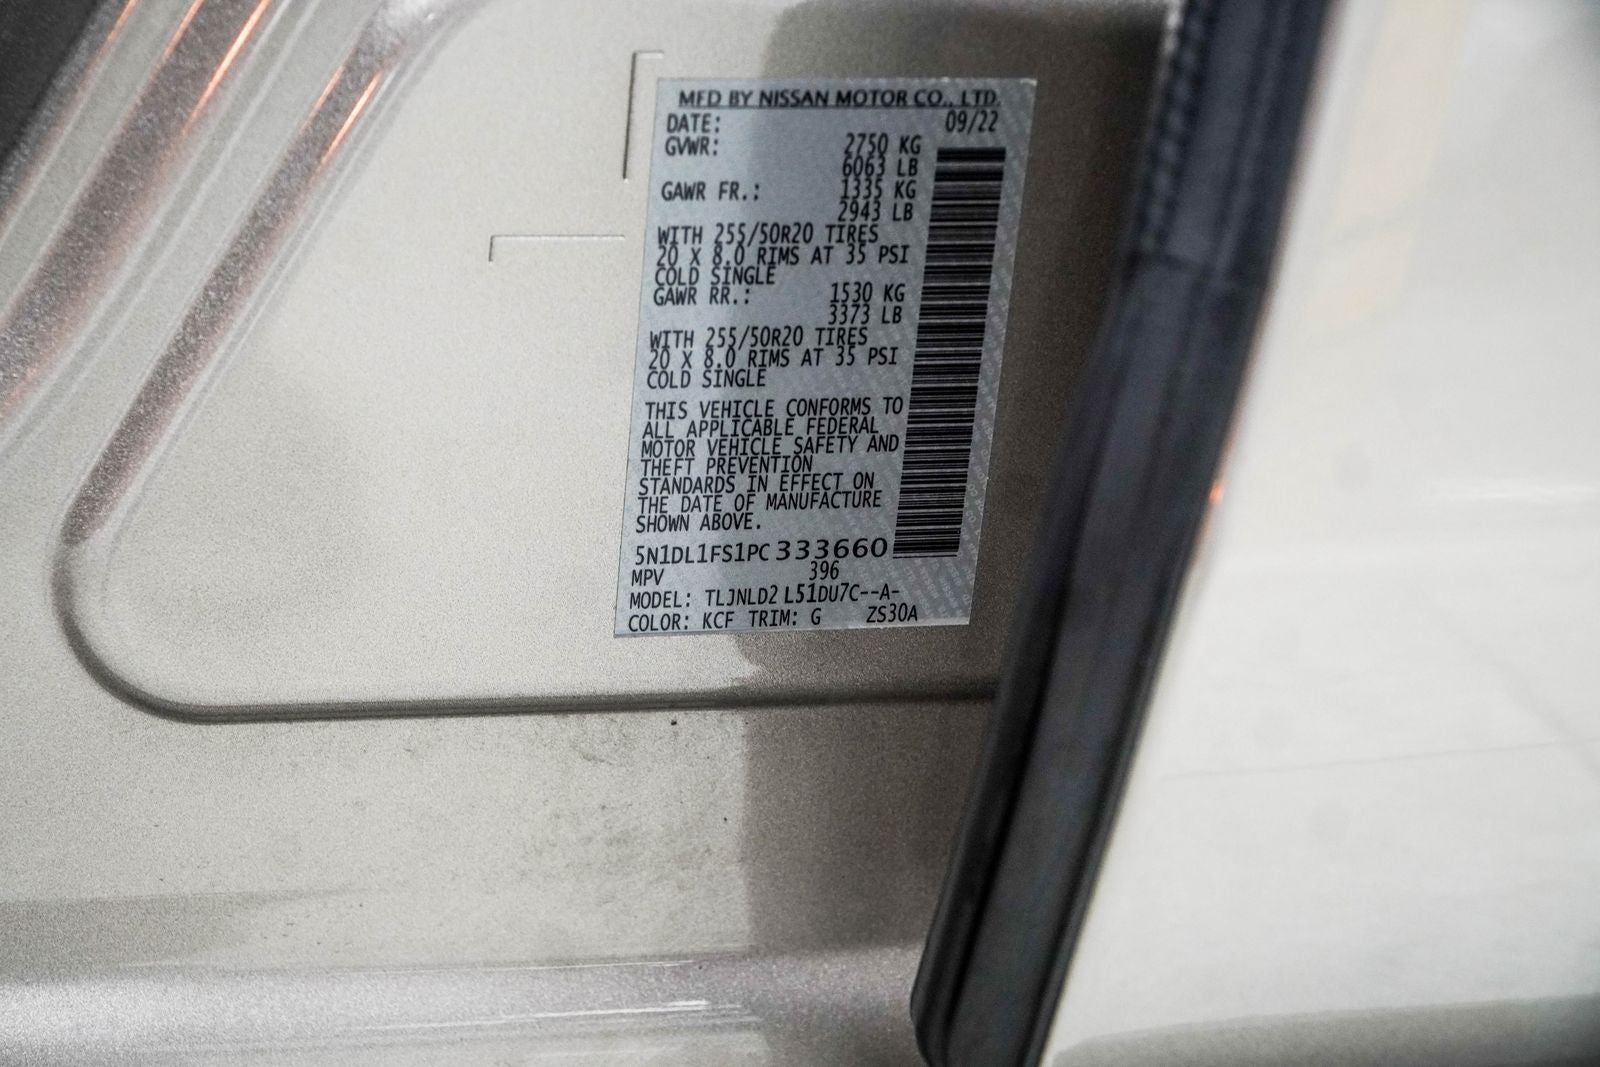 MFD BY NISSAN MOTOR CO., LTD.
DATE: 09/22
GVWR: 2750 KG
6063 LB
GAWR FR.: 1335 KG
2943 LB
WITH 255/50R20 TIRES
20 X 8.0 RIMS AT 35 PSI
COLD SINGLE
GAWR RR.: 1530 KG
3373 LB
WITH 255/50R20 TIRES
20 X 8.0 RIMS AT 35 PSI
COLD SINGLE
THIS VEHICLE CONFORMS TO
ALL APPLICABLE FEDERAL
MOTOR VEHICLE SAFETY AND
THEFT PREVENTION
STANDARDS IN EFFECT ON
THE DATE OF MANUFACTURE
SHOWN ABOVE.
5N1DL1FS1PC333660
MPV 396
MODEL: TLJNLD2 L51DU7C--A-
COLOR: KCF TRIM: G ZS30A